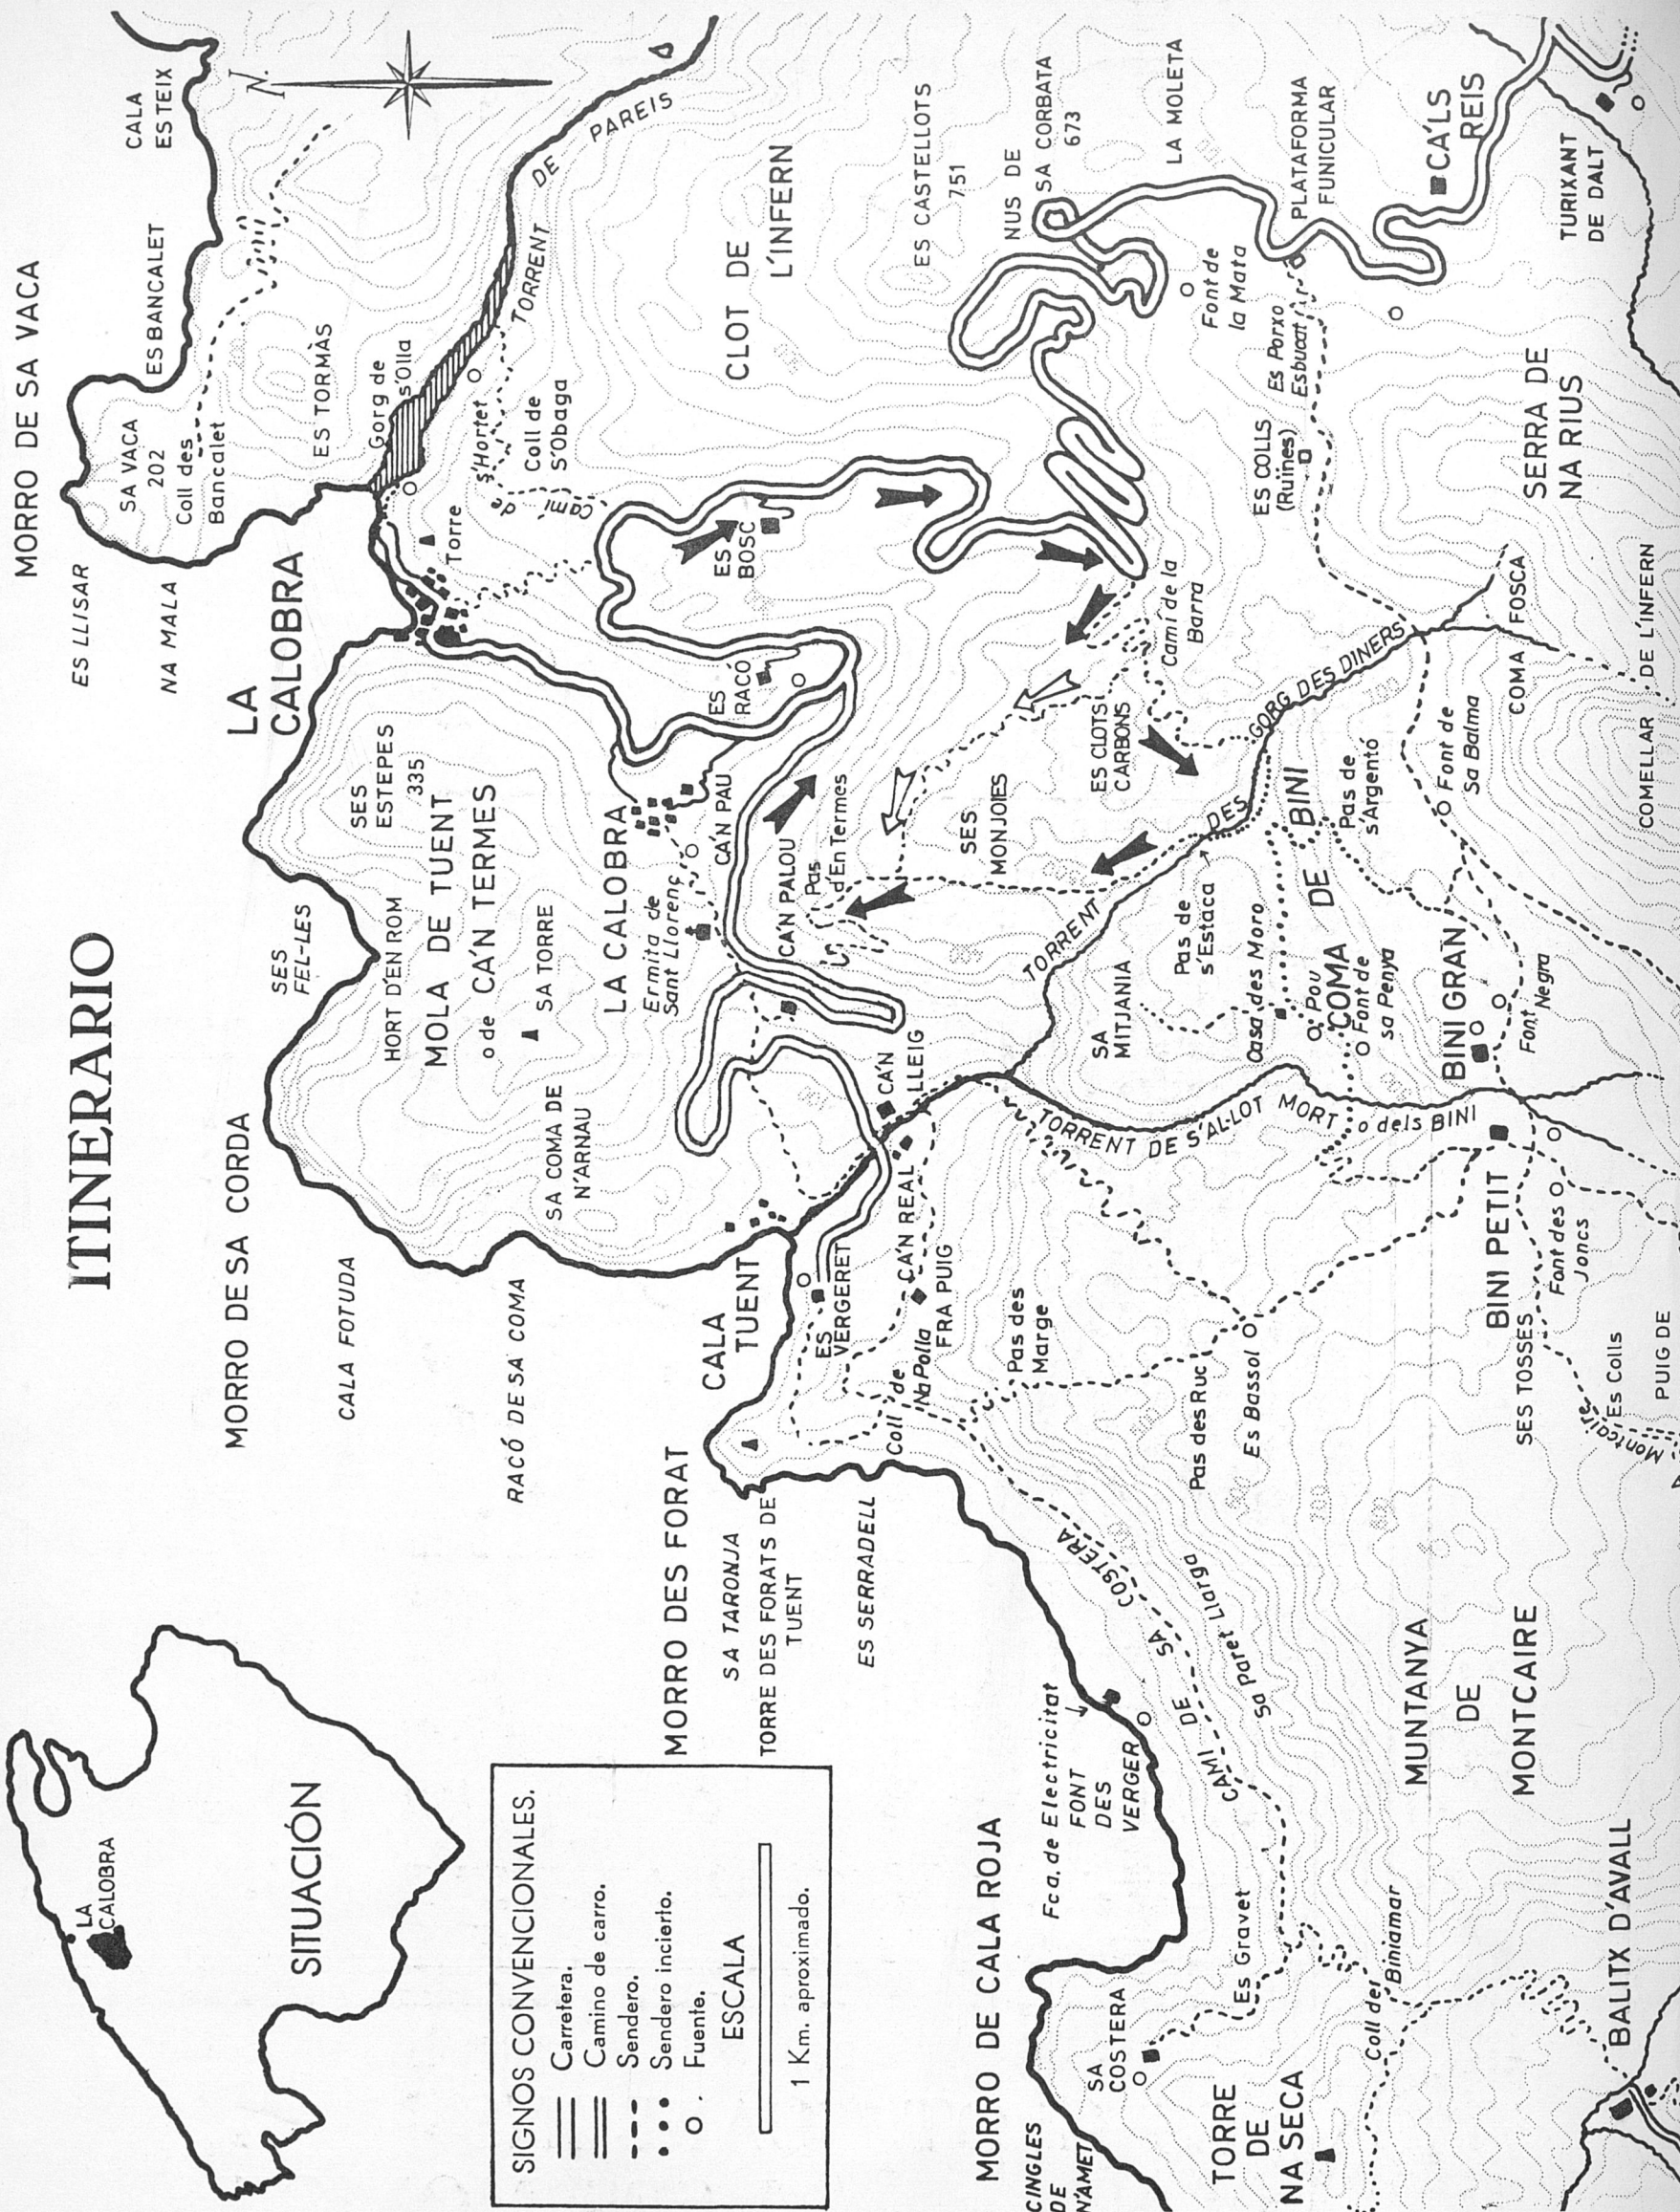 ITINERARIO
MORRO DE SA VACA
ES LLISAR
NA MALA
SA VACA
202
Coll des
Bancalet
ES BANCALET
CALA
ES TEIX
N.
ES TORMÀS
Gorg de
s'Olla
TORRENT
DE
PAREIS
LA
CALOBRA
Torre
Camí
de
s'Hortet
Coll de
S'Obaga
CLOT DE
L'INFERN
ES CASTELLOTS
751
NUS DE
SA CORBATA
673
LA MOLETA
PLATAFORMA
FUNICULAR
CA'LS
REIS
TURIXANT
DE DALT
Font de
la Mata
Es Porxo
Esbucat
ES COLLS
(Ruïnes)
SERRA DE
NA RIUS
ES
BOSC
ES
RACÓ
Camí de la
Barra
ES CLOTS
CARBONS
SES
MONJOIES
GORG DES DINERS
COMA FOSCA
COMELLAR DE L'INFERN
SES
ESTEPES
335
SES
FEL-LES
HORT D'EN ROM
MOLA DE TUENT
o de CA'N TERMES
SA TORRE
LA CALOBRA
Ermita de
Sant Llorenç
CA'N PAU
CA'N PALOU
Pas
d'En Termes
SA COMA DE
N'ARNAU
MORRO DE SA CORDA
CALA FOTUDA
RACÓ DE SA COMA
TORRENT
DES
SA
MITJANIA
Pas de
s'Estaca
Casa des Moro
Pou
COMA
DE
BINI
Font de
sa Penya
Pas de
s'Argentó
Font de
Sa Balma
BINI GRAN
Font
Negra
CA'N
LLEIG
TORRENT DE S'AL·LOT MORT
o dels BINI
CALA
TUENT
ES
VERGERET
CA'N REAL
FRA PUIG
Coll de
Na Polla
Pas des
Marge
Pas des Ruc
Es Bassol
BINI PETIT
Font des
Joncs
SES TOSSES
Es Colls
Montcaire
PUIG DE
MORRO DES FORAT
SA TARONJA
TORRE DES FORATS DE
TUENT
ES SERRADELL
CAMI DE SA COSTERA
Sa Paret Llarga
Fca. de Electricitat
FONT
DES
VERGER
MUNTANYA
DE
MONTCAIRE
MORRO DE CALA ROJA
CINGLES
DE
N'AMET
SA
COSTERA
Es Gravet
Coll de
Biniamar
TORRE
DE
NA SECA
BALITX D'AVALL
LA
CALOBRA
SITUACIÓN
SIGNOS CONVENCIONALES.
Carretera.
Camino de carro.
Sendero.
Sendero incierto.
Fuente.
ESCALA
1 Km. aproximado.